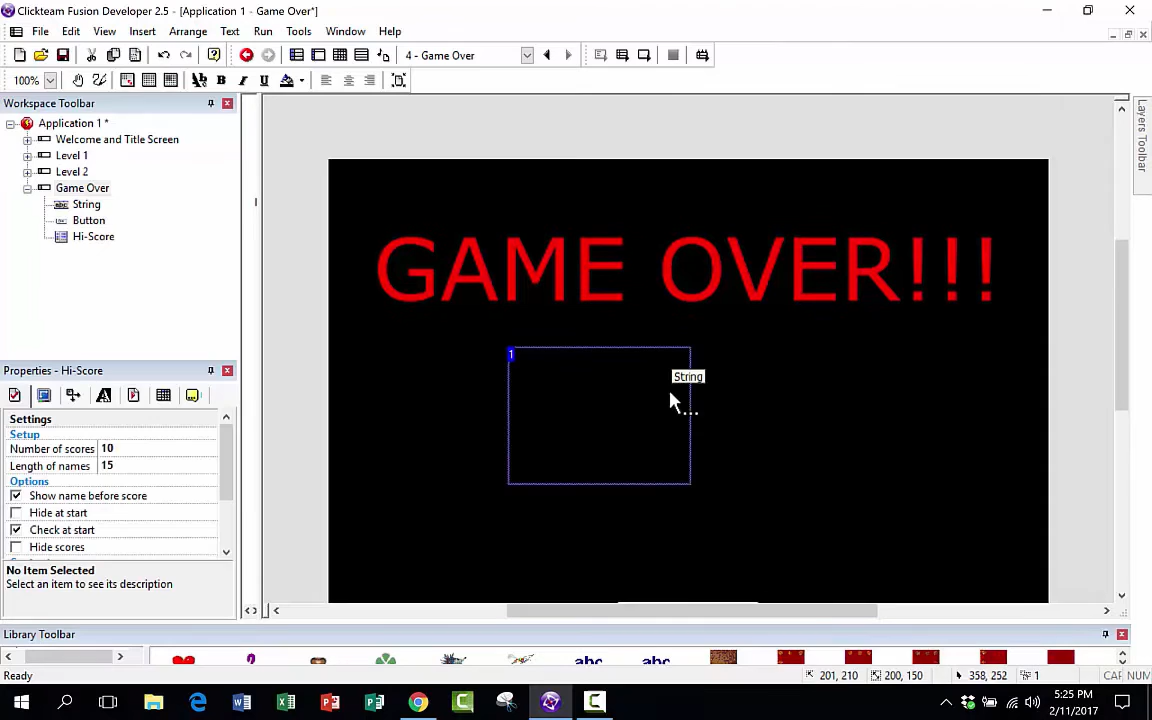 Clickteam Fusion Developer 2.5 - [Application 1 - Game Over*]
File Edit View Insert Arrange Text Run Tools Window Help
4 - Game Over
100%
Workspace Toolbar
Application 1 *
Welcome and Title Screen
Level 1
Level 2
Game Over
String
Button
Hi-Score
Properties - Hi-Score
Settings
Setup
Number of scores 10
Length of names 15
Options
Show name before score
Hide at start
Check at start
Hide scores
No Item Selected
Select an item to see its description
Layers Toolbar
GAME OVER!!!
1
String
Library Toolbar
abc abc
Ready
201, 210
200, 150
358, 252
1
CAP NUM
5:25 PM
2/11/2017